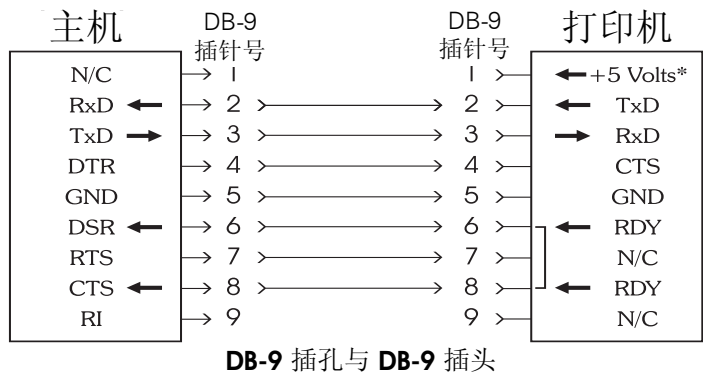 主机 DB-9 DB-9 打印机
插针号 插针号
N/C 1 1 +5 Volts*
RxD 2 2 TxD
TxD 3 3 RxD
DTR 4 4 CTS
GND 5 5 GND
DSR 6 6 RDY
RTS 7 7 N/C
CTS 8 8 RDY
RI 9 9 N/C
DB-9 插孔与 DB-9 插头